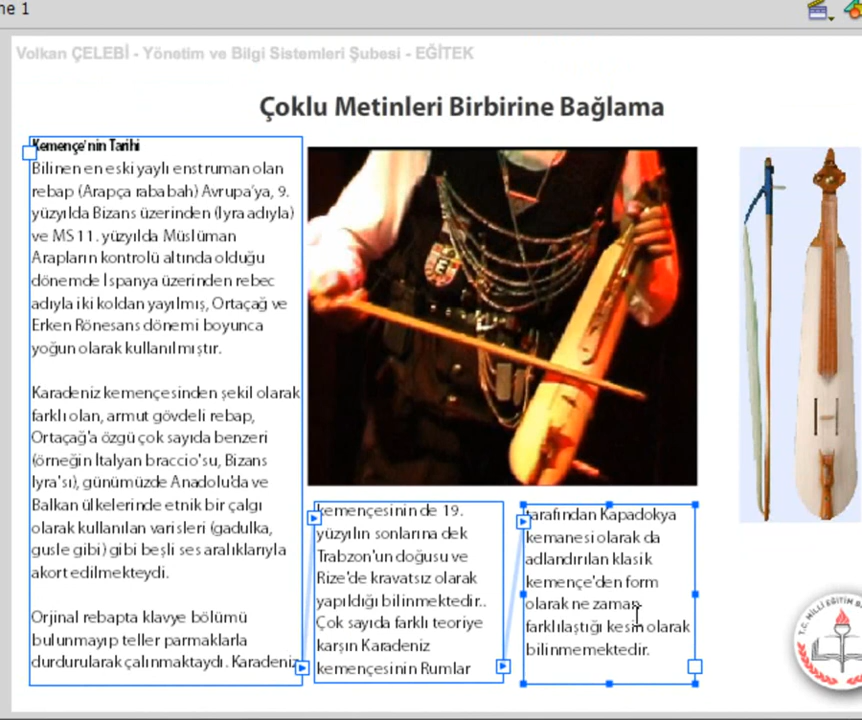 ne 1
Volkan ÇELEBİ - Yönetim ve Bilgi Sistemleri Şubesi - EĞİTEK
Çoklu Metinleri Birbirine Bağlama
Kemençe'nin Tarihi
Bilinen en eski yaylı enstruman olan
rebap (Arapça rababah) Avrupa'ya, 9.
yüzyılda Bizans üzerinden (lyra adıyla)
ve MS 11. yüzyılda Müslüman
Arapların kontrolü altında olduğu
dönemde İspanya üzerinden rebec
adıyla iki koldan yayılmış, Ortaçağ ve
Erken Rönesans dönemi boyunca
yoğun olarak kullanılmıştır.
Karadeniz kemençesinden şekil olarak
farklı olan, armut gövdeli rebap,
Ortaçağ'a özgü çok sayıda benzeri
(örneğin İtalyan braccio'su, Bizans
lyra'sı), günümüzde Anadolu'da ve
Balkan ülkelerinde etnik bir çalgı
olarak kullanılan varisleri (gadulka,
gusle gibi) gibi beşli ses aralıklarıyla
akort edilmekteydi.
Orjinal rebapta klavye bölümü
bulunmayıp teller parmaklarla
durdurularak çalınmaktaydı. Karadeniz
kemençesinin de 19.
yüzyılın sonlarına dek
Trabzon'un doğusu ve
Rize'de kravatsız olarak
yapıldığı bilinmektedir..
Çok sayıda farklı teoriye
karşın Karadeniz
kemençesinin Rumlar
tarafından Kapadokya
kemanesi olarak da
adlandırılan klasik
kemençe'den form
olarak ne zaman
farklılaştığı kesin olarak
bilinmemektedir.
T.C. MİLLİ EĞİTİM